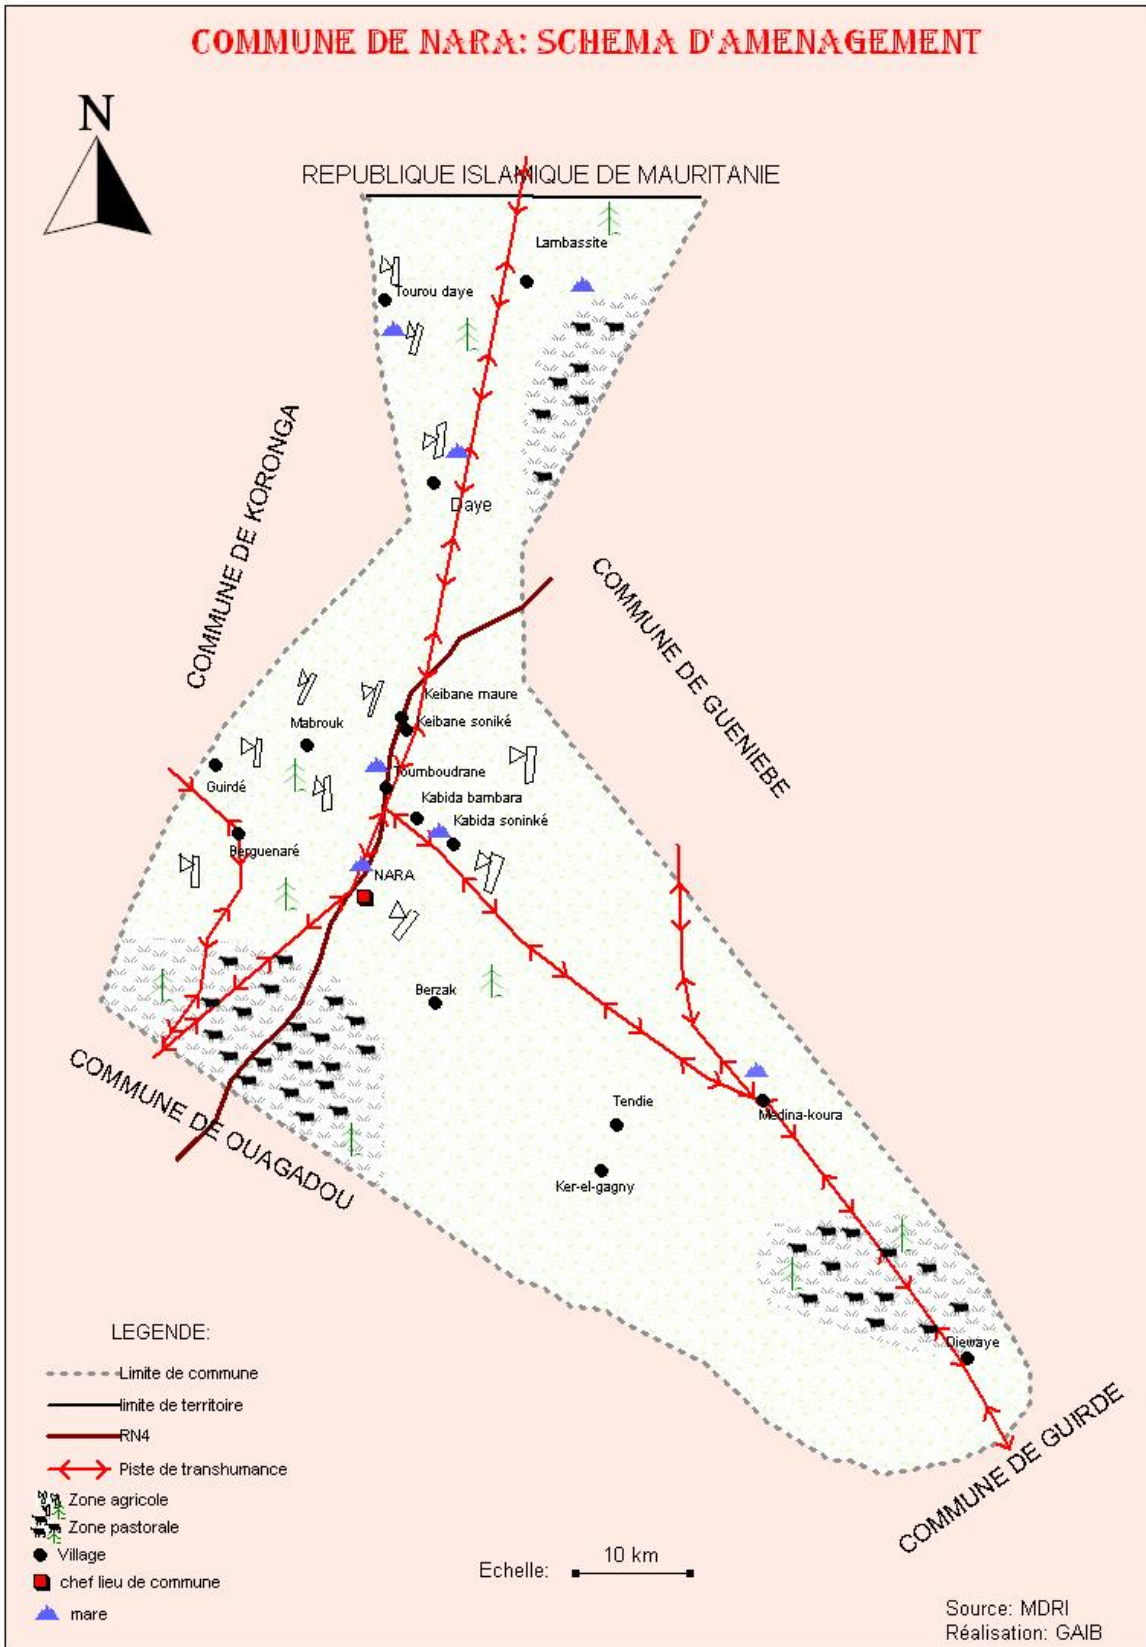 COMMUNE DE NARA: SCHEMA D'AMENAGEMENT
N
REPUBLIQUE ISLAMIQUE DE MAURITANIE
Lambassite
Tourou daye
Daye
COMMUNE DE KORONGA
COMMUNE DE GUENIEBE
Keibane maure
Keibane soniké
Mabrouk
Toumboudrane
Guirdé
Kabida bambara
Kabida soninké
Berguenaré
NARA
Berzak
COMMUNE DE OUAGADOU
Tendie
Medina-koura
Ker-el-gagny
Diewaye
COMMUNE DE GUIRDE
LEGENDE:
Limite de commune
limite de territoire
RN4
Piste de transhumance
Zone agricole
Zone pastorale
Village
chef lieu de commune
mare
Echelle: 10 km
Source: MDRI
Réalisation: GAIB